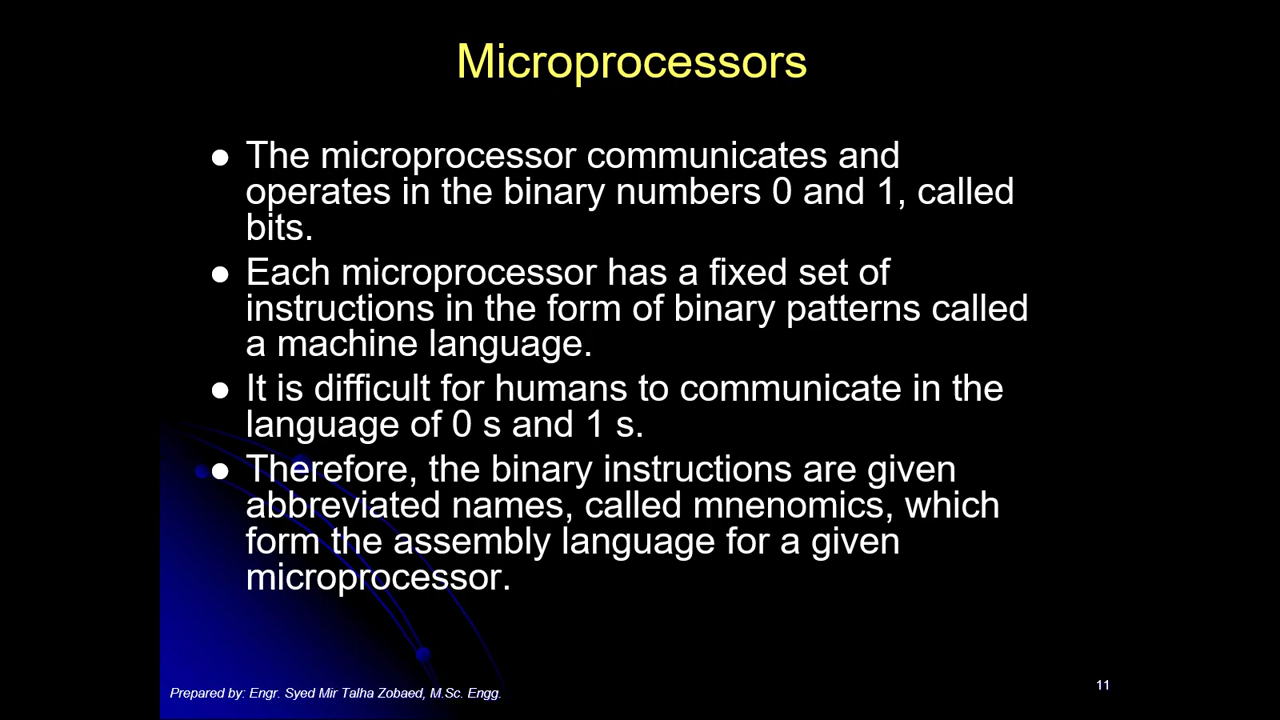 Microprocessors
● The microprocessor communicates and
operates in the binary numbers 0 and 1, called
bits.
● Each microprocessor has a fixed set of
instructions in the form of binary patterns called
a machine language.
● It is difficult for humans to communicate in the
language of 0 s and 1 s.
● Therefore, the binary instructions are given
abbreviated names, called mnenomics, which
form the assembly language for a given
microprocessor.
Prepared by: Engr. Syed Mir Talha Zobaed, M.Sc. Engg.
11